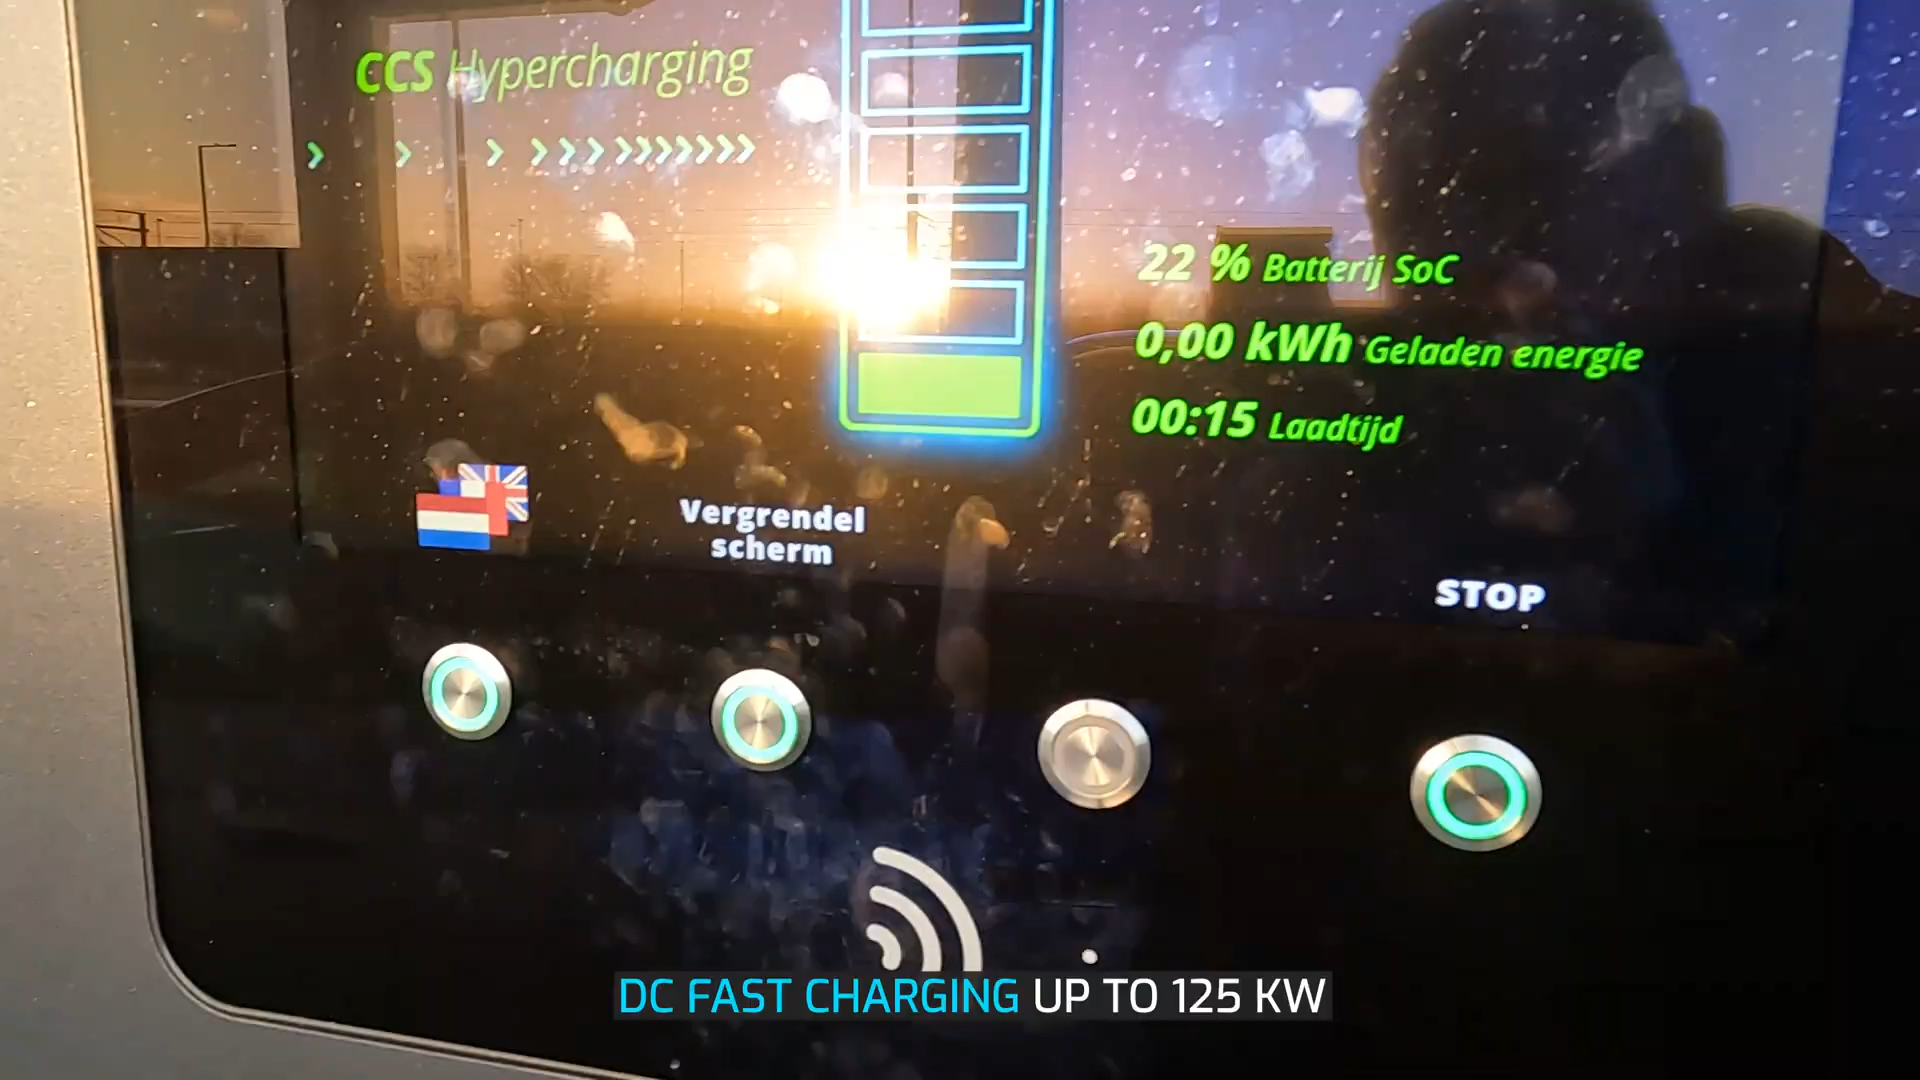 CCS Hypercharging
22 % Batterij SoC
0,00 kWh Geladen energie
00:15 Laadtijd
Vergrendel
scherm
STOP
DC FAST CHARGING UP TO 125 KW